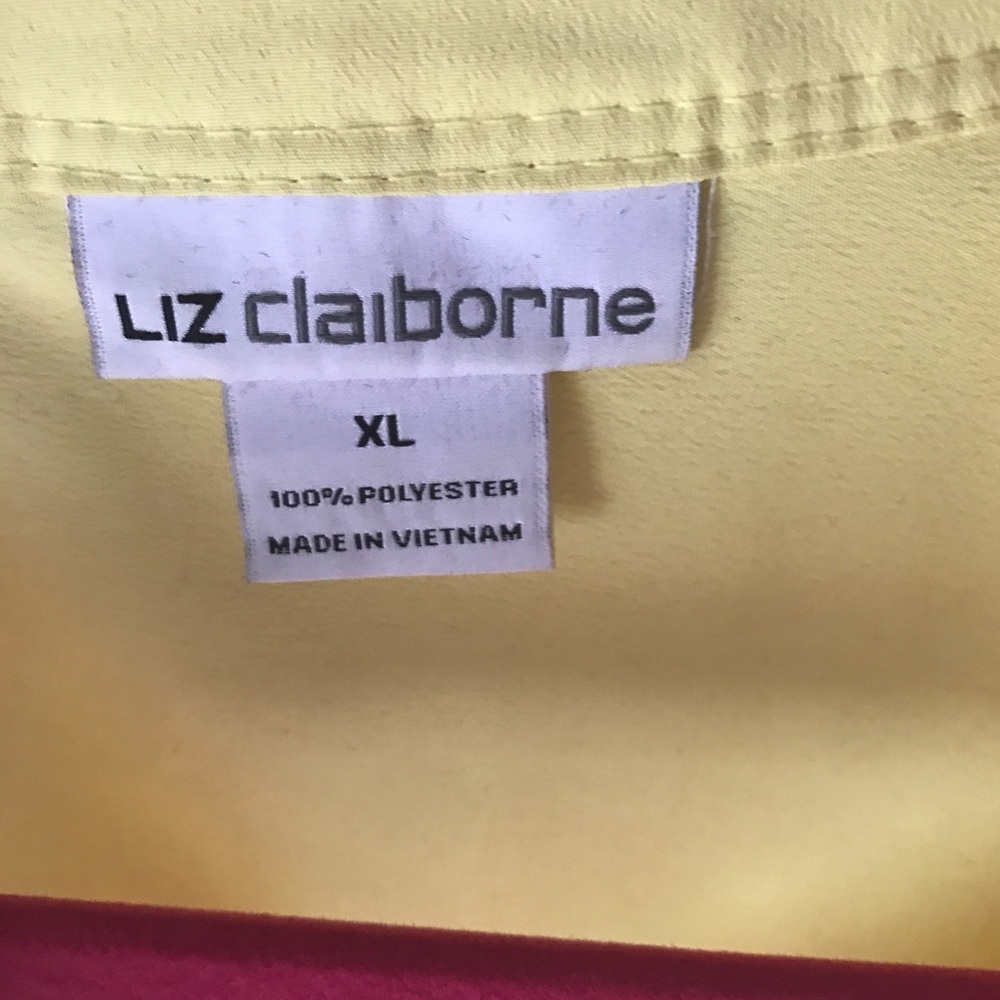 LIZ claiborne
XL
100% POLYESTER
MADE IN VIETNAM